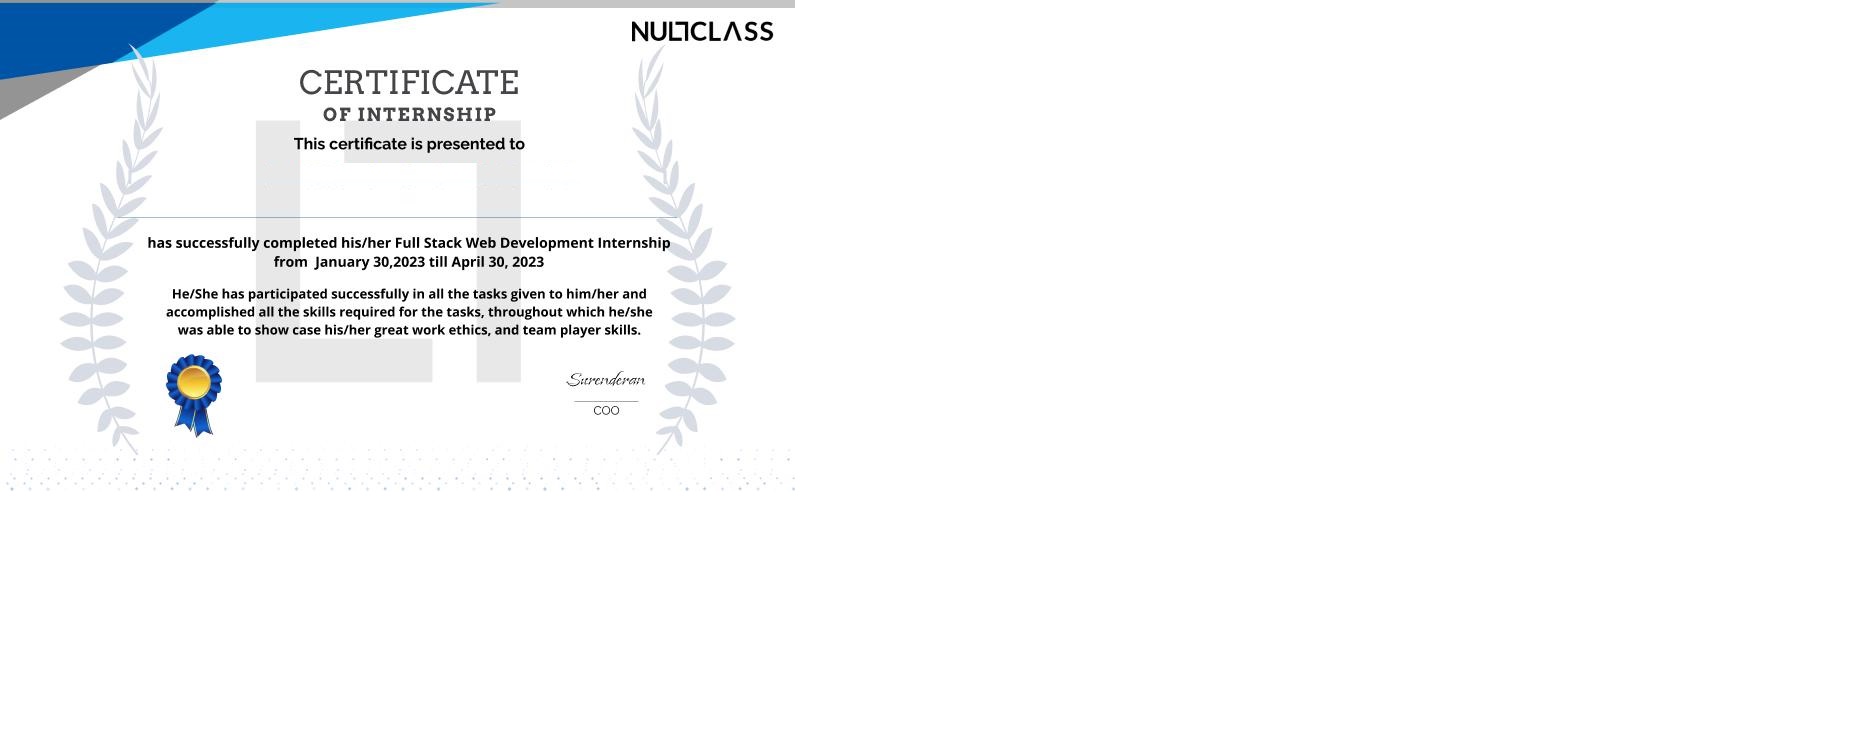 NULLCLASS
CERTIFICATE
OF INTERNSHIP
This certificate is presented to
has successfully completed his/her Full Stack Web Development Internship
from January 30,2023 till April 30, 2023
He/She has participated successfully in all the tasks given to him/her and
accomplished all the skills required for the tasks, throughout which he/she
was able to show case his/her great work ethics, and team player skills.
Surenderan
COO